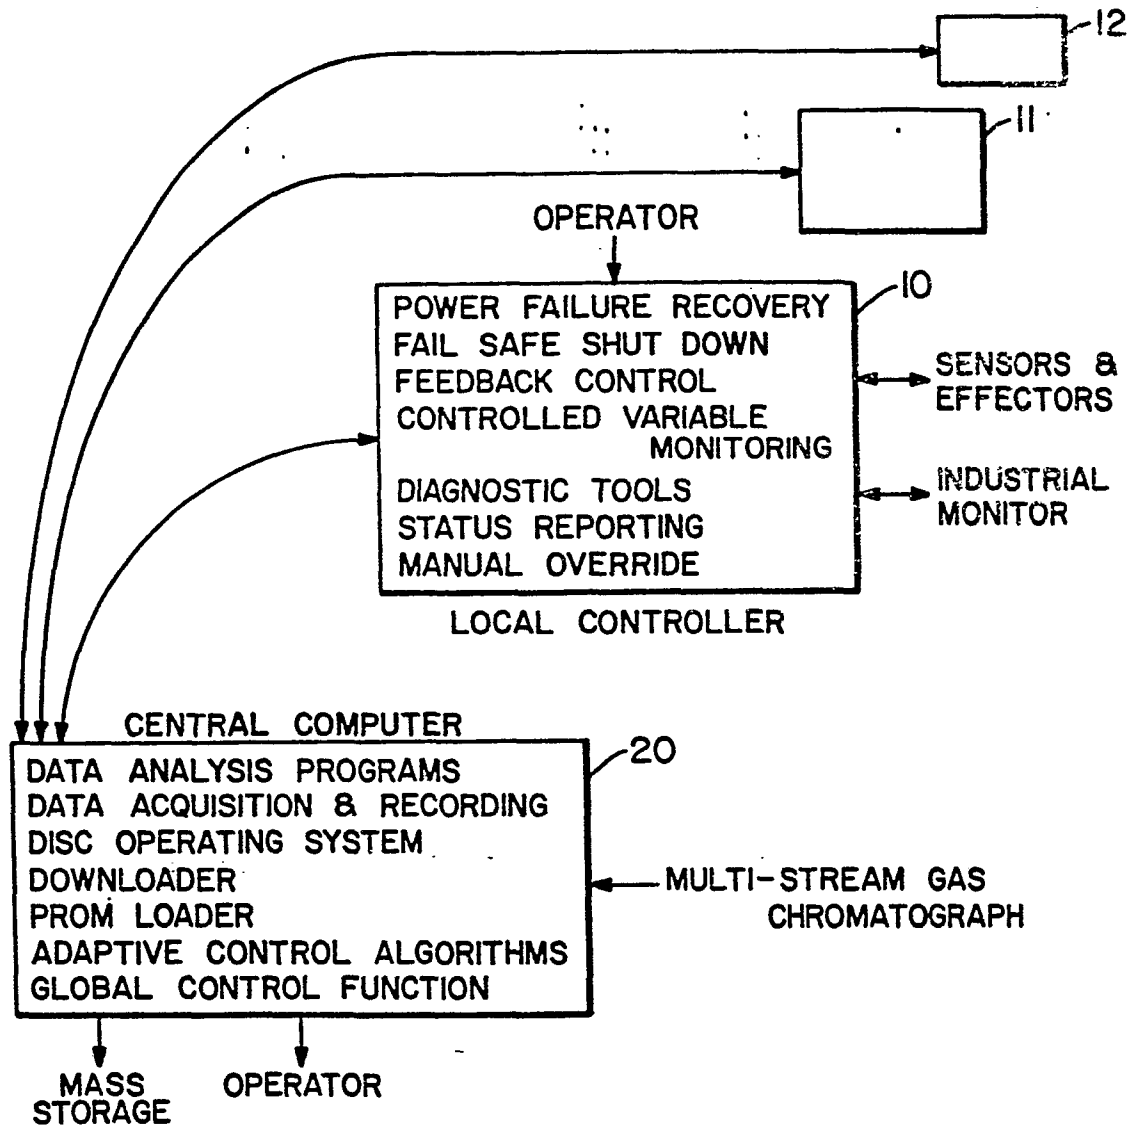 12
11
OPERATOR
10
POWER FAILURE RECOVERY
FAIL SAFE SHUT DOWN
FEEDBACK CONTROL
CONTROLLED VARIABLE
MONITORING
DIAGNOSTIC TOOLS
STATUS REPORTING
MANUAL OVERRIDE
SENSORS &
EFFECTORS
INDUSTRIAL
MONITOR
LOCAL CONTROLLER
CENTRAL COMPUTER
20
DATA ANALYSIS PROGRAMS
DATA ACQUISITION & RECORDING
DISC OPERATING SYSTEM
DOWNLOADER
PROM LOADER
ADAPTIVE CONTROL ALGORITHMS
GLOBAL CONTROL FUNCTION
MULTI-STREAM GAS
CHROMATOGRAPH
MASS
STORAGE
OPERATOR